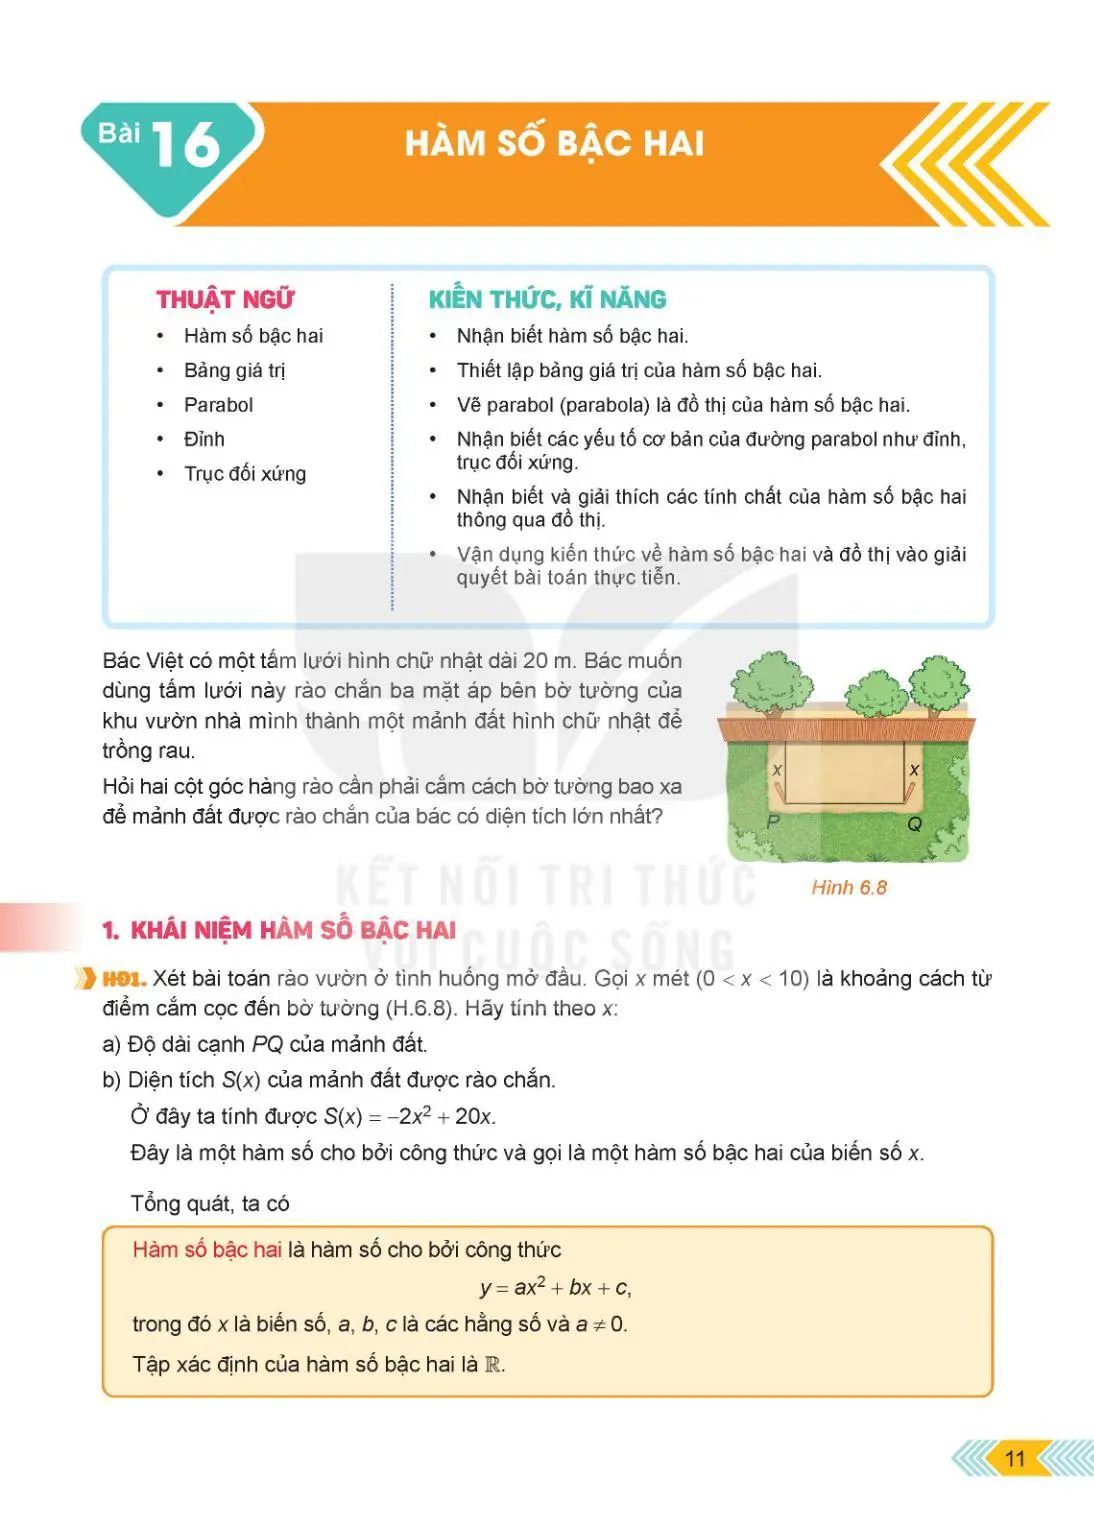 Bài 16
HÀM SỐ BẬC HAI
THUẬT NGỮ
• Hàm số bậc hai
• Bảng giá trị
• Parabol
• Đỉnh
• Trục đối xứng
KIẾN THỨC, KĨ NĂNG
• Nhận biết hàm số bậc hai.
• Thiết lập bảng giá trị của hàm số bậc hai.
• Vẽ parabol (parabola) là đồ thị của hàm số bậc hai.
• Nhận biết các yếu tố cơ bản của đường parabol như đỉnh,
trục đối xứng.
• Nhận biết và giải thích các tính chất của hàm số bậc hai
thông qua đồ thị.
• Vận dụng kiến thức về hàm số bậc hai và đồ thị vào giải
quyết bài toán thực tiễn.
Bác Việt có một tấm lưới hình chữ nhật dài 20 m. Bác muốn
dùng tấm lưới này rào chắn ba mặt áp bên bờ tường của
khu vườn nhà mình thành một mảnh đất hình chữ nhật để
trồng rau.
Hỏi hai cột góc hàng rào cần phải cắm cách bờ tường bao xa
để mảnh đất được rào chắn của bác có diện tích lớn nhất?
x x
P Q
Hình 6.8
KẾT NỐI TRI THỨC
VỚI CUỘC SỐNG
1. KHÁI NIỆM HÀM SỐ BẬC HAI
HĐ1. Xét bài toán rào vườn ở tình huống mở đầu. Gọi x mét (0 < x < 10) là khoảng cách từ
điểm cắm cọc đến bờ tường (H.6.8). Hãy tính theo x:
a) Độ dài cạnh PQ của mảnh đất.
b) Diện tích S(x) của mảnh đất được rào chắn.
Ở đây ta tính được S(x) = –2x² + 20x.
Đây là một hàm số cho bởi công thức và gọi là một hàm số bậc hai của biến số x.
Tổng quát, ta có
Hàm số bậc hai là hàm số cho bởi công thức
y = ax² + bx + c,
trong đó x là biến số, a, b, c là các hằng số và a ≠ 0.
Tập xác định của hàm số bậc hai là ℝ.
11